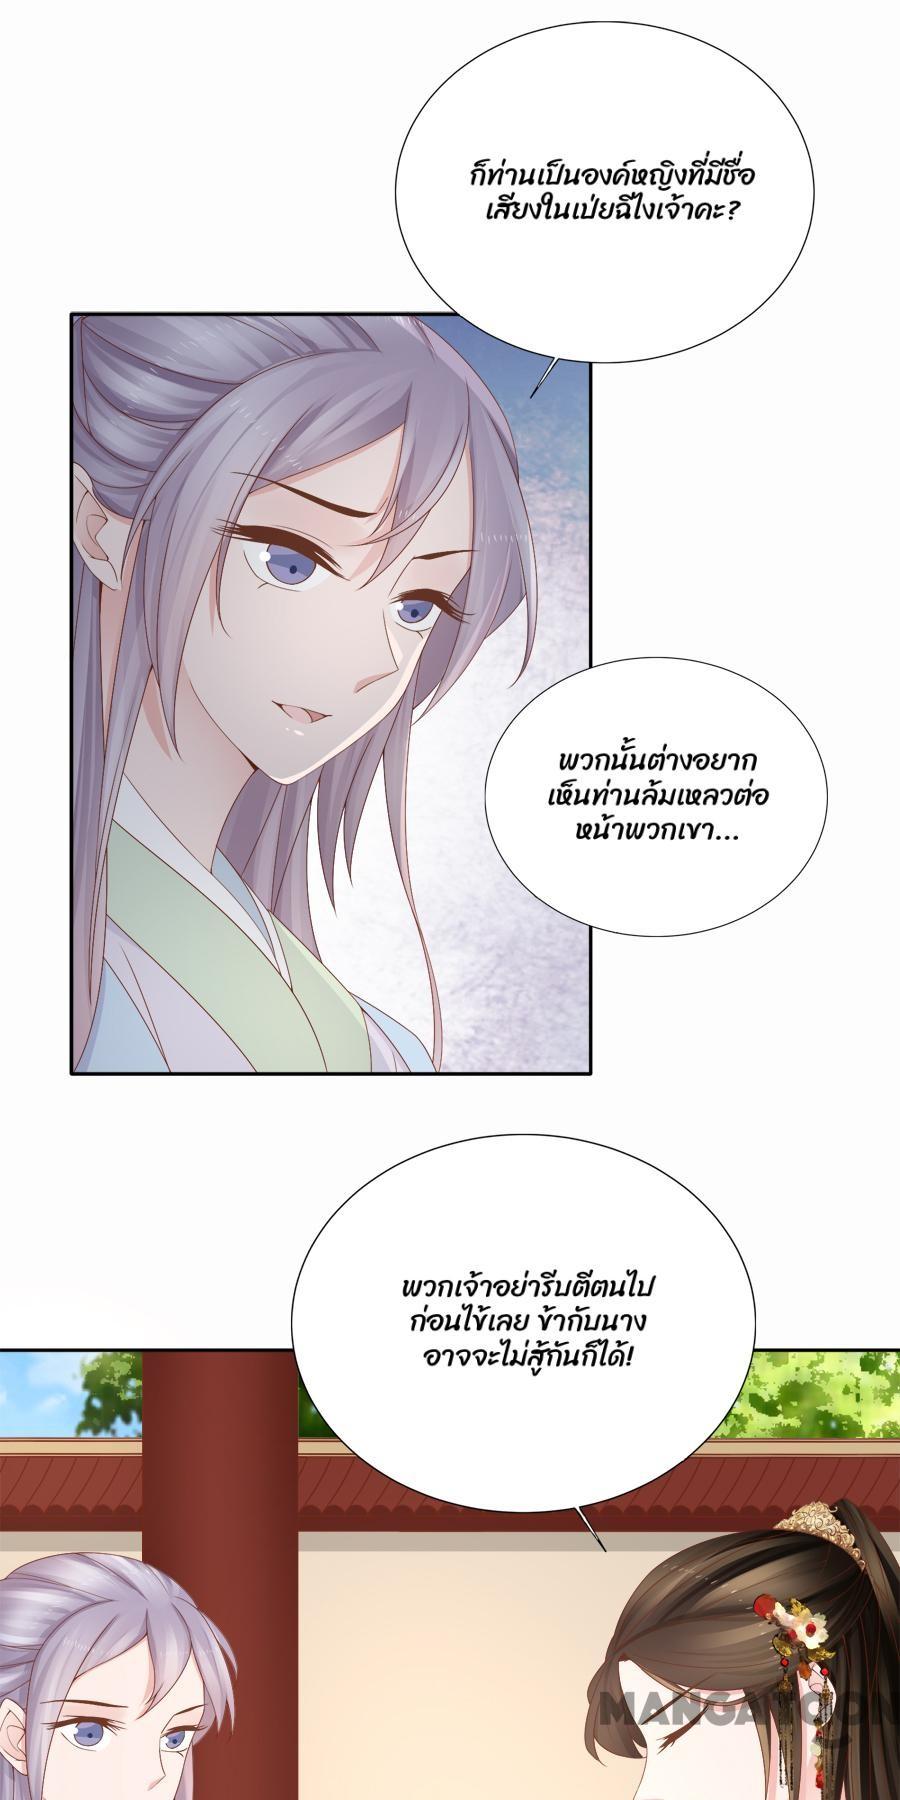 ก็ท่านเป็นองค์หญิงที่มีชื่อ
เสียงในเป่ยฉีไงเจ้าคะ?
พวกนั้นต่างอยาก
เห็นท่านล้มเหลวต่อ
หน้าพวกเขา...
พวกเจ้าอย่ารีบตีตนไป
ก่อนไข้เลย ข้ากับนาง
อาจจะไม่สู้กันก็ได้!
MANGATOON